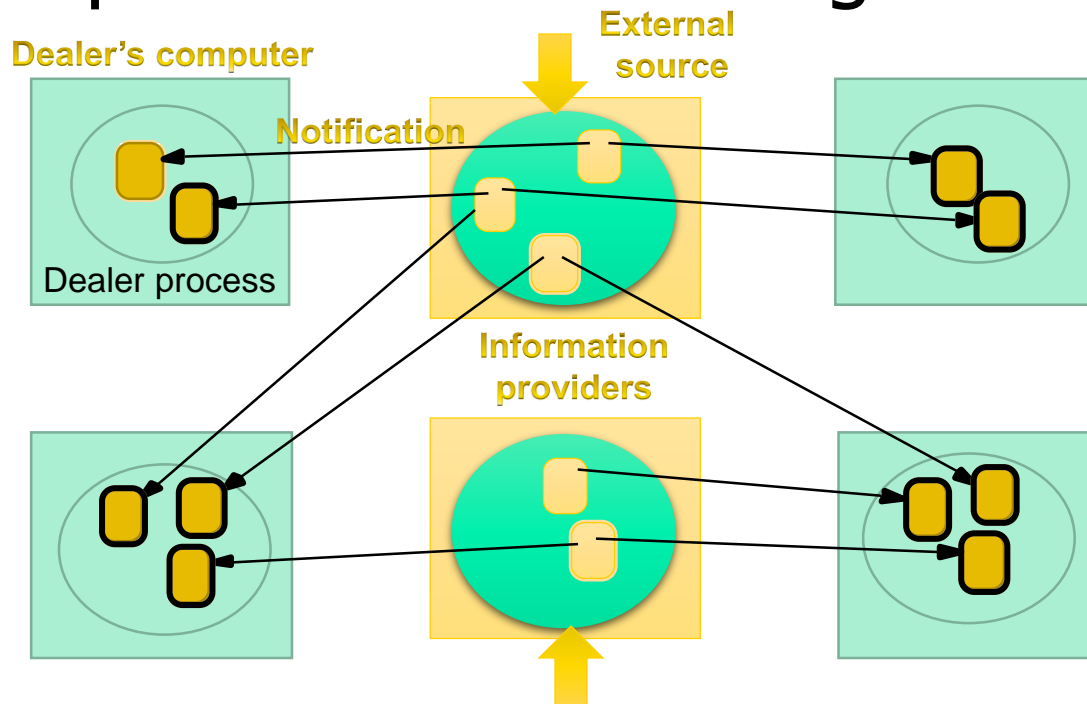 External
source
Dealer’s computer
Notification
Dealer process
Information
providers